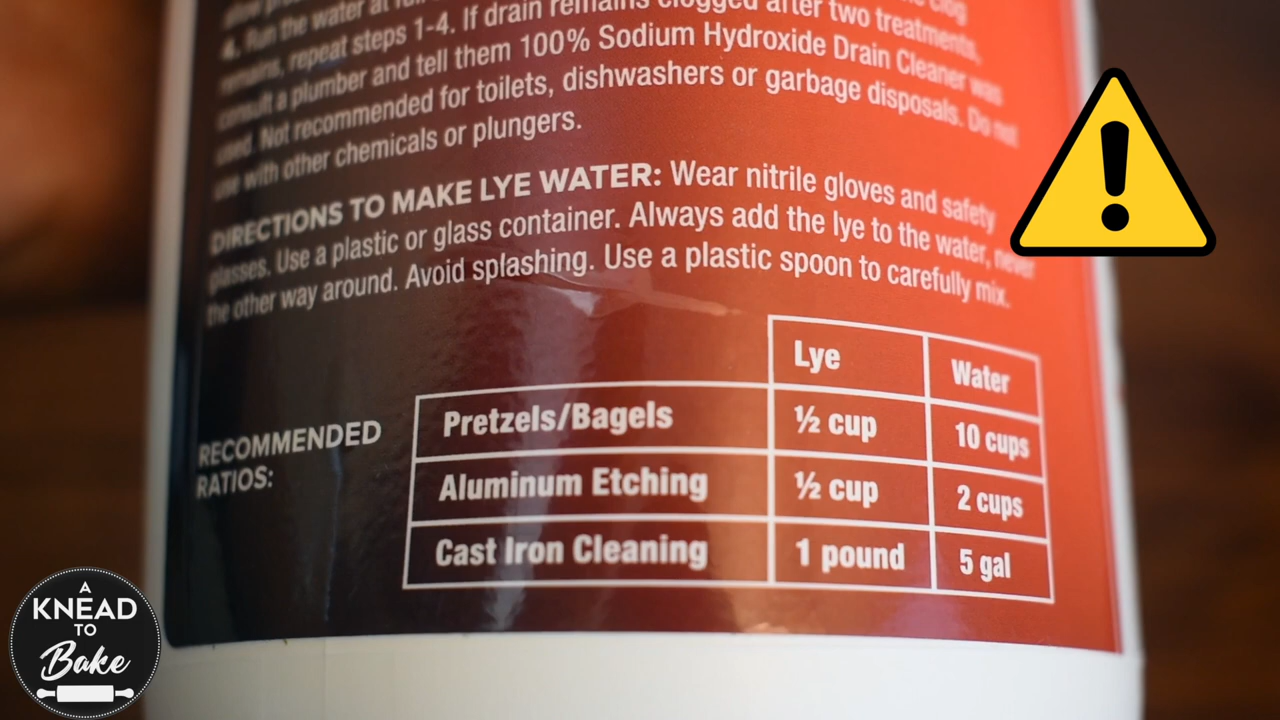 4. Run the water at
remains, repeat steps 1-4. If drain remains clogged after two treatments,
consult a plumber and tell them 100% Sodium Hydroxide Drain Cleaner was
used. Not recommended for toilets, dishwashers or garbage disposals. Do not
use with other chemicals or plungers.
DIRECTIONS TO MAKE LYE WATER: Wear nitrile gloves and safety
glasses. Use a plastic or glass container. Always add the lye to the water, never
the other way around. Avoid splashing. Use a plastic spoon to carefully mix.
Lye Water
RECOMMENDED
RATIOS:
Pretzels/Bagels ½ cup 10 cups
Aluminum Etching ½ cup 2 cups
Cast Iron Cleaning 1 pound 5 gal
A
KNEAD
TO
Bake